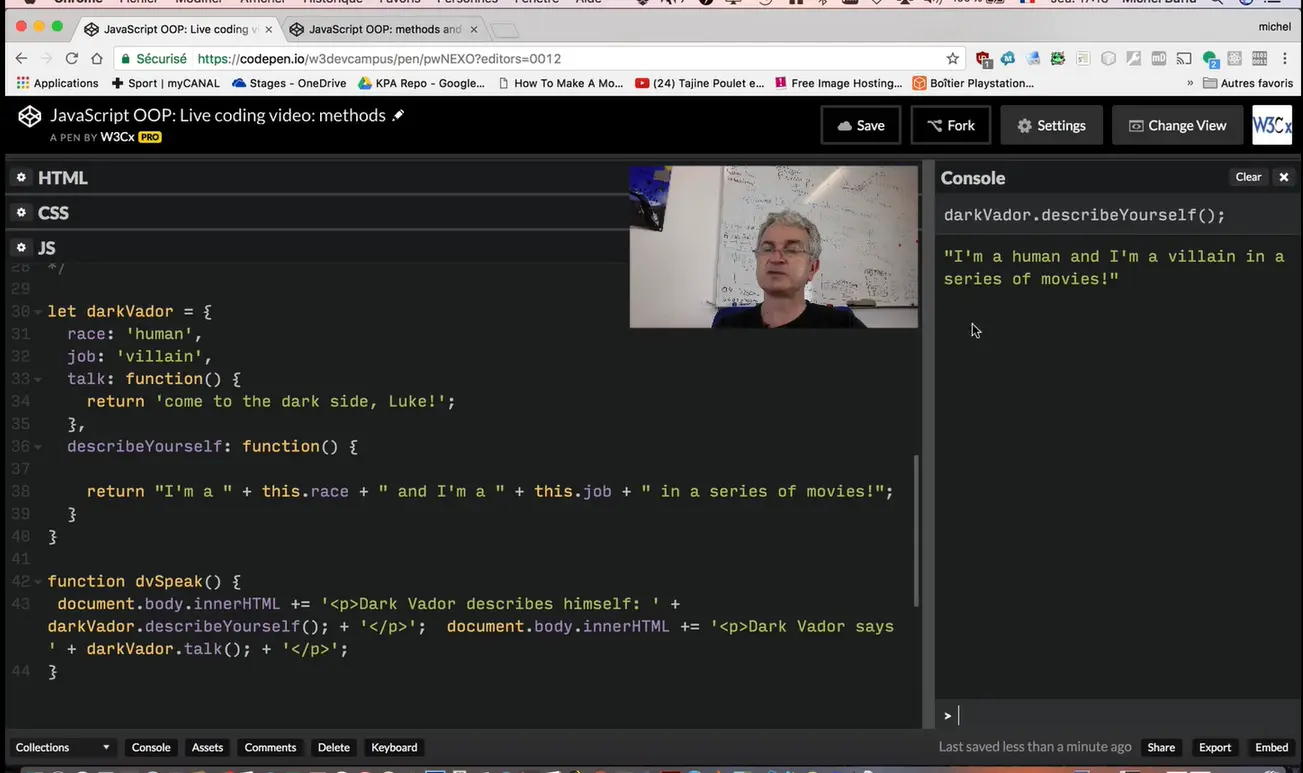 Chrome Fichier Modifier Affichage Historique Favoris Personnes Fenêtre Aide
JavaScript OOP: Live coding v
JavaScript OOP: methods and
michel
Sécurisé https://codepen.io/w3devcampus/pen/pwNEXO?editors=0012
Applications Sport | myCANAL Stages - OneDrive KPA Repo - Google... How To Make A Mo... (24) Tajine Poulet e... Free Image Hosting... Boîtier Playstation... » Autres favoris
JavaScript OOP: Live coding video: methods
A PEN BY W3Cx PRO
Save Fork Settings Change View W3Cx
HTML
CSS
JS
28 */
29
30 let darkVador = {
31 race: 'human',
32 job: 'villain',
33 talk: function() {
34 return 'come to the dark side, Luke!';
35 },
36 describeYourself: function() {
37
38 return "I'm a " + this.race + " and I'm a " + this.job + " in a series of movies!";
39 }
40 }
41
42 function dvSpeak() {
43 document.body.innerHTML += '<p>Dark Vador describes himself: ' +
darkVador.describeYourself(); + '</p>'; document.body.innerHTML += '<p>Dark Vador says
' + darkVador.talk(); + '</p>';
44 }
Console
Clear
darkVador.describeYourself();
"I'm a human and I'm a villain in a
series of movies!"
>
Collections Console Assets Comments Delete Keyboard
Last saved less than a minute ago Share Export Embed